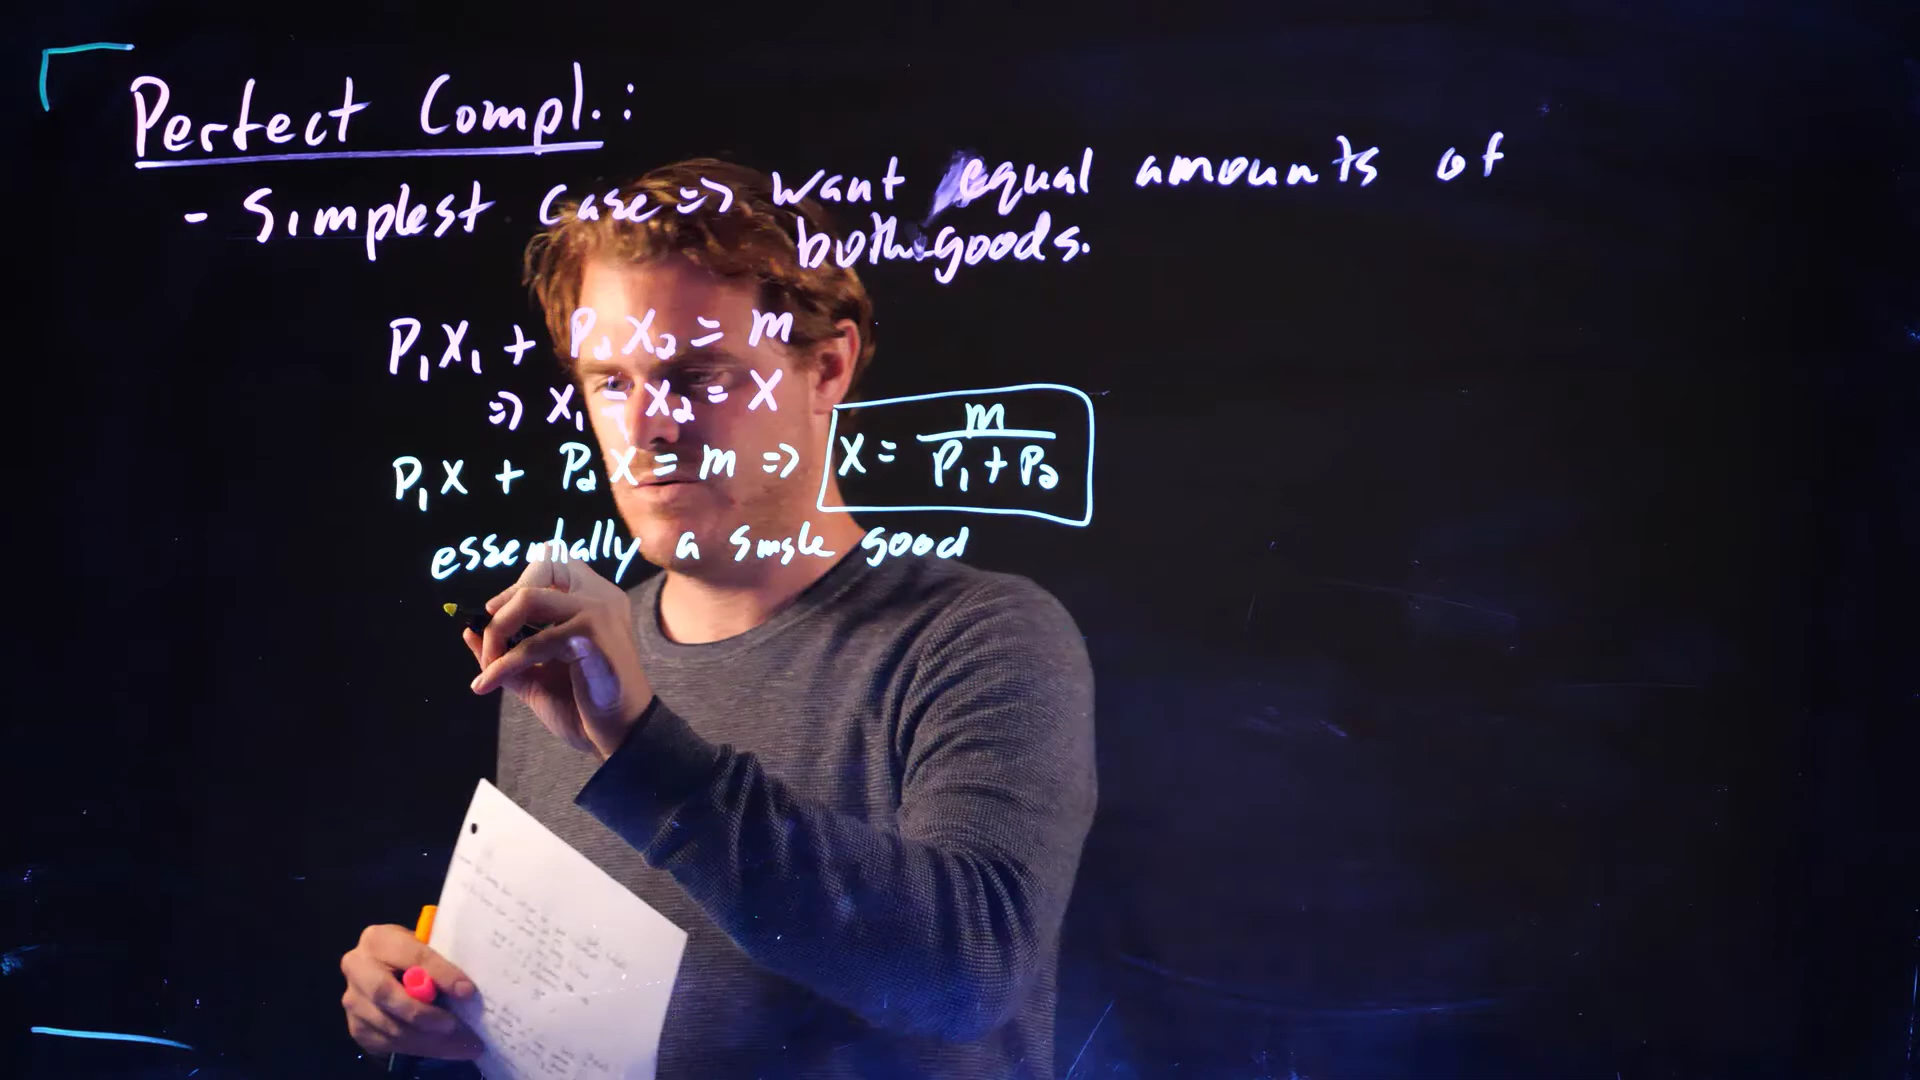 Perfect Compl.:
- Simplest case => want equal amounts of
both goods.
P₁X₁ + P₂X₂ = m
=> X₁ = X₂ = X
P₁X + P₂X = m => X = m / (P₁ + P₂)
essentially a single good